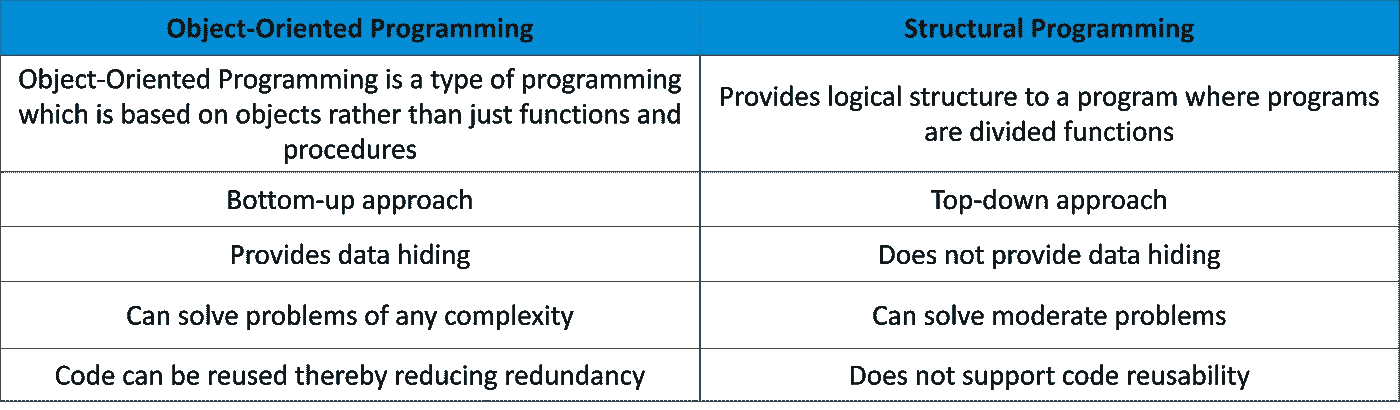 Object-Oriented Programming
Structural Programming
Object-Oriented Programming is a type of programming
which is based on objects rather than just functions and
procedures
Provides logical structure to a program where programs
are divided functions
Bottom-up approach
Top-down approach
Provides data hiding
Does not provide data hiding
Can solve problems of any complexity
Can solve moderate problems
Code can be reused thereby reducing redundancy
Does not support code reusability